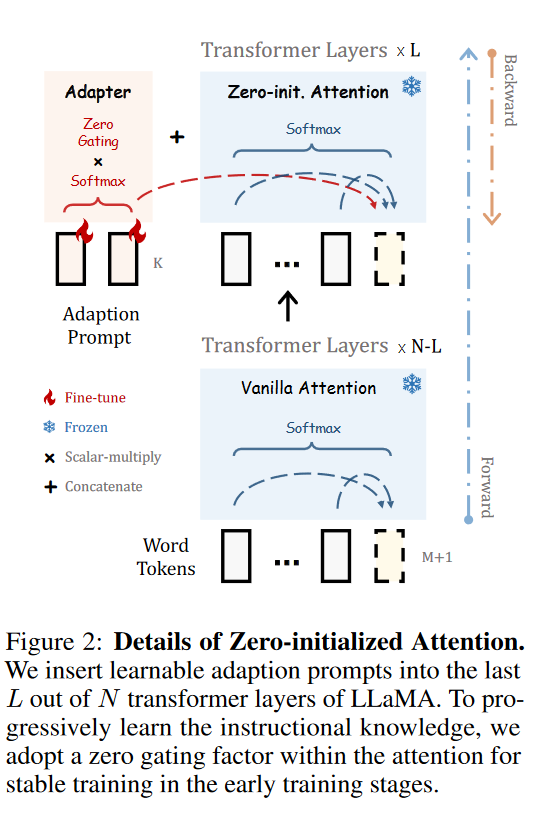 Transformer Layers x L
Backward
Adapter
Zero-init. Attention
Zero
Gating
×
Softmax
+
Softmax
K
...
Adaption
Prompt
Transformer Layers x N-L
Vanilla Attention
Softmax
Fine-tune
Frozen
× Scalar-multiply
+ Concatenate
Forward
Word
Tokens
...
M+1
Figure 2: Details of Zero-initialized Attention.
We insert learnable adaption prompts into the last
L out of N transformer layers of LLaMA. To pro-
gressively learn the instructional knowledge, we
adopt a zero gating factor within the attention for
stable training in the early training stages.